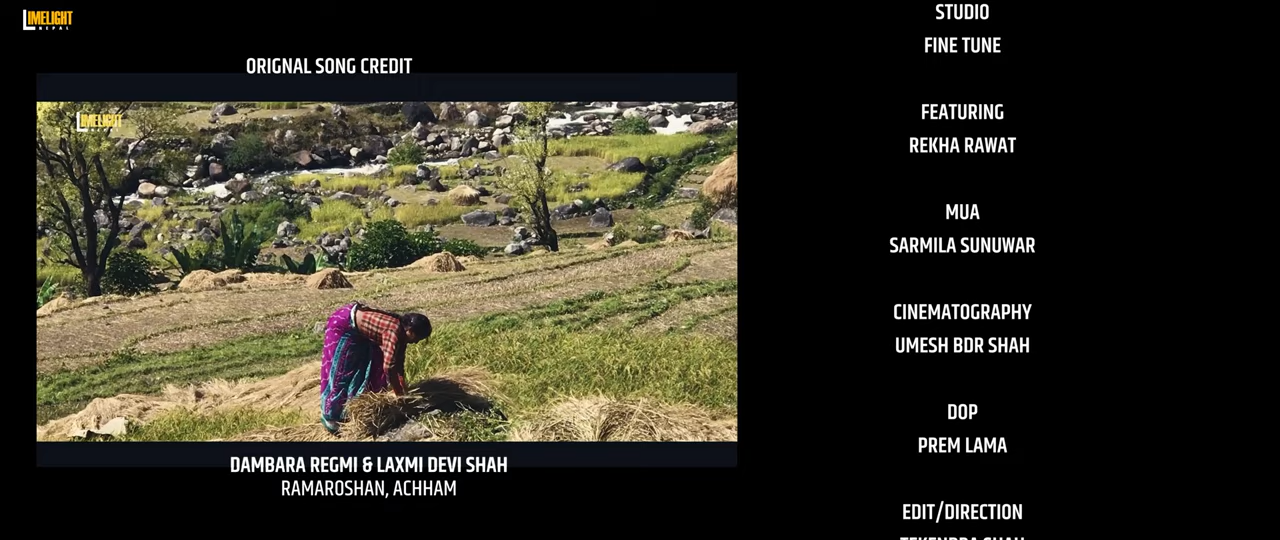 LIMELIGHT
NEPAL
ORIGNAL SONG CREDIT
LIMELIGHT
NEPAL
DAMBARA REGMI & LAXMI DEVI SHAH
RAMAROSHAN, ACHHAM
STUDIO
FINE TUNE
FEATURING
REKHA RAWAT
MUA
SARMILA SUNUWAR
CINEMATOGRAPHY
UMESH BDR SHAH
DOP
PREM LAMA
EDIT/DIRECTION